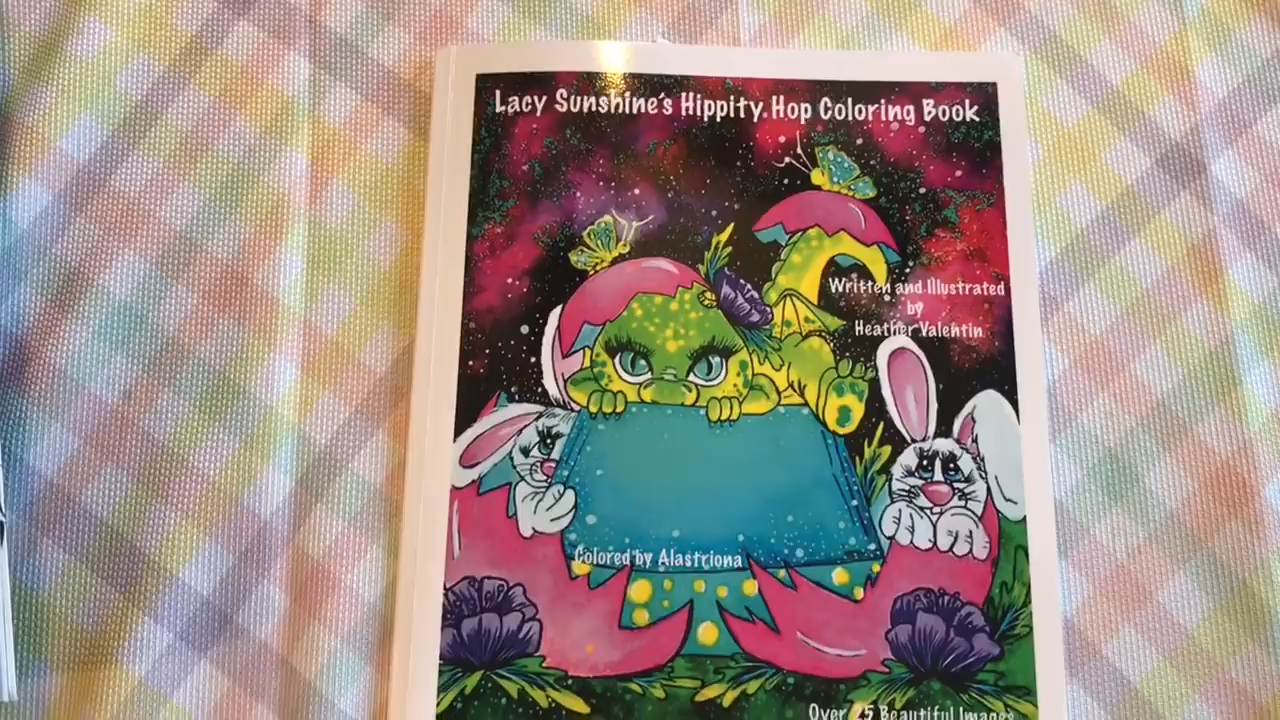 Lacy Sunshine's Hippity Hop Coloring Book
Written and Illustrated
by
Heather Valentin
Colored by Alastriona
Over 25 Beautiful Images